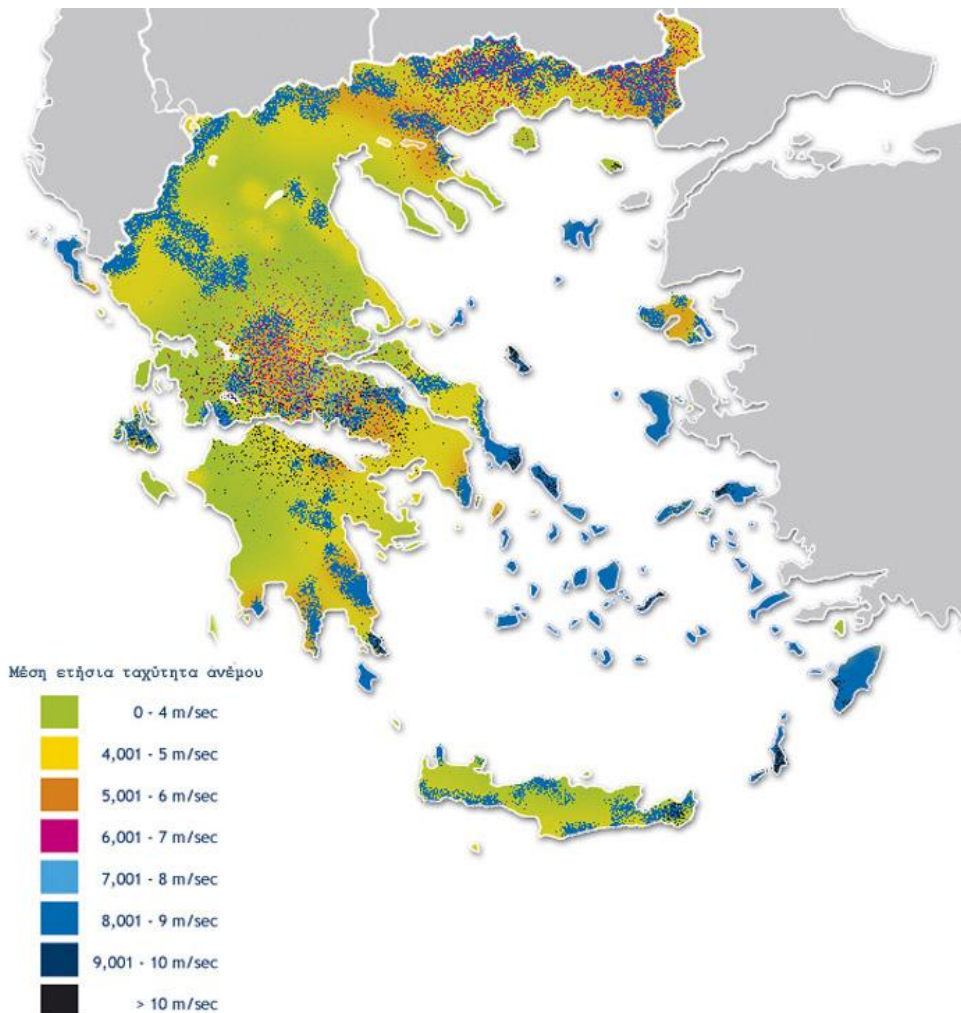 Μέση ετήσια ταχύτητα ανέμου
0 - 4 m/sec
4,001 - 5 m/sec
5,001 - 6 m/sec
6,001 - 7 m/sec
7,001 - 8 m/sec
8,001 - 9 m/sec
9,001 - 10 m/sec
> 10 m/sec